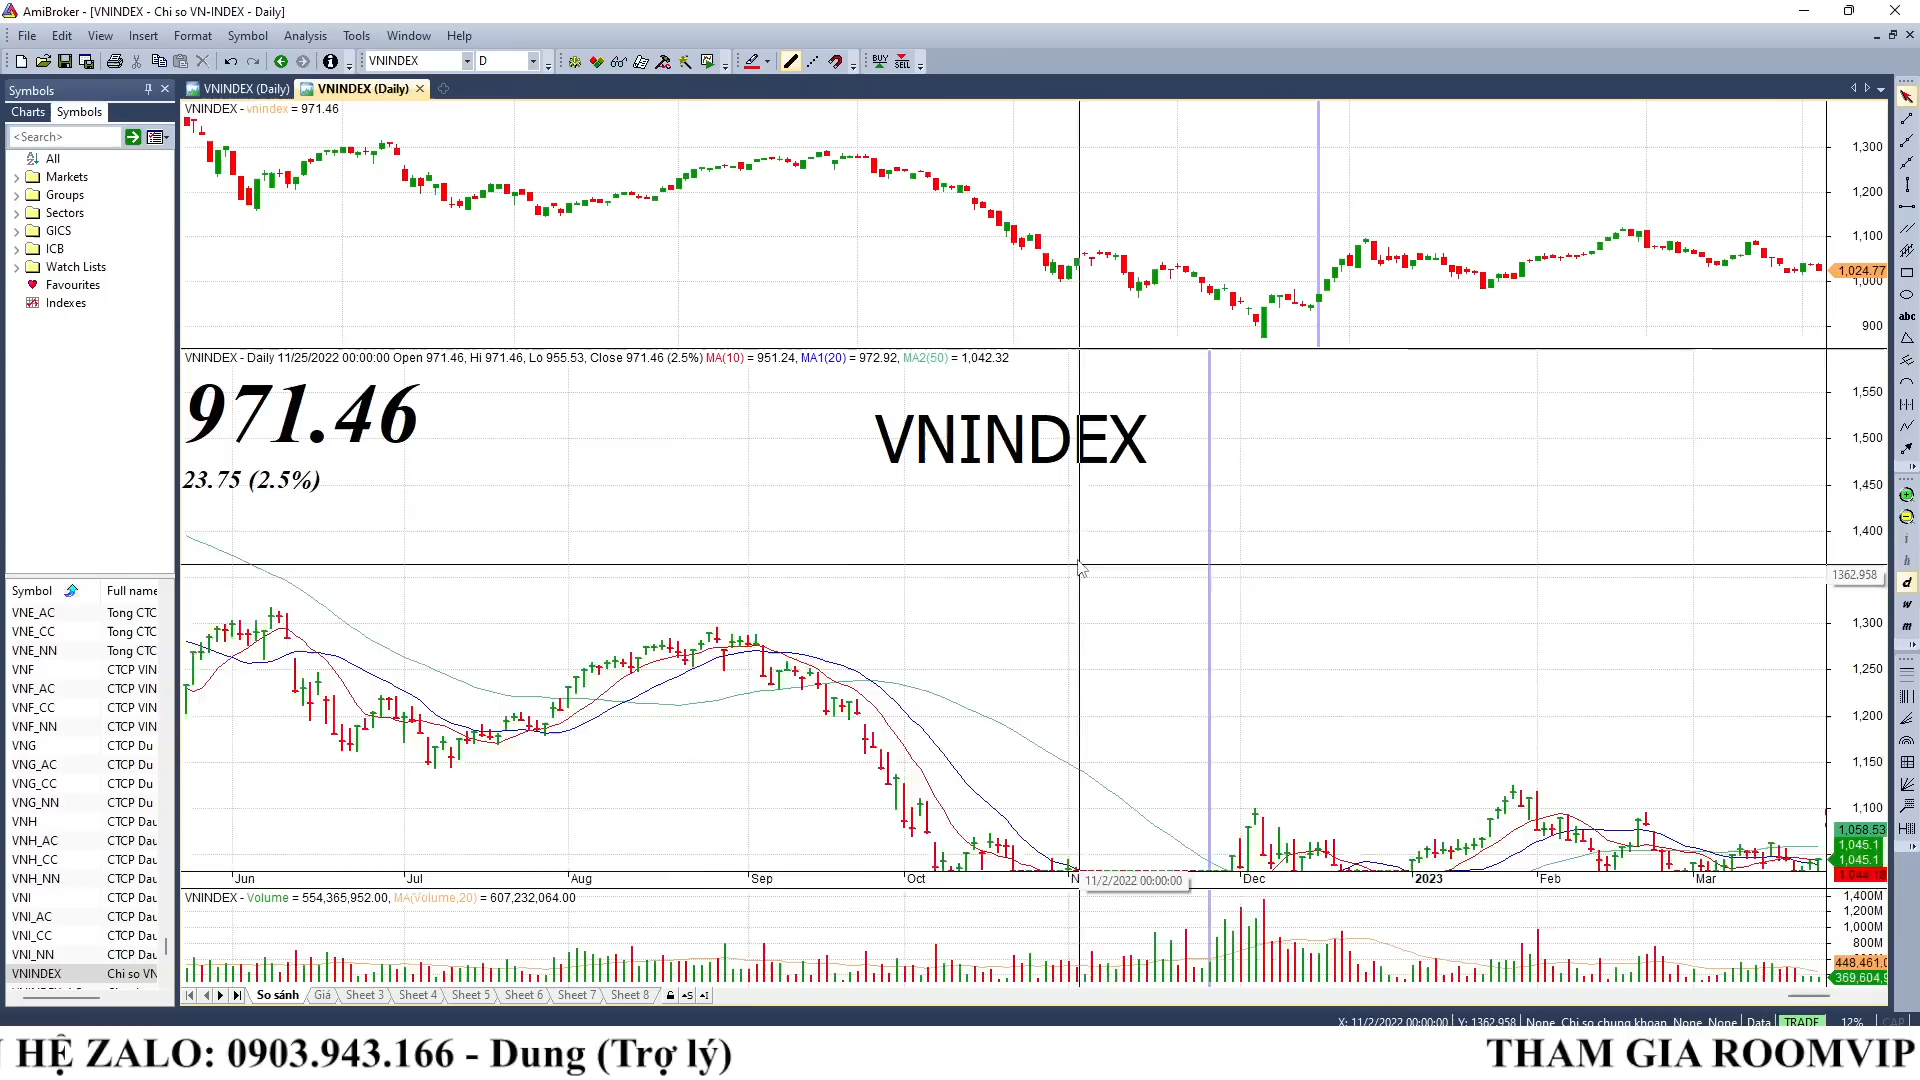 AmiBroker - [VNINDEX - Chi so VN-INDEX - Daily]
File Edit View Insert Format Symbol Analysis Tools Window Help
VNINDEX D BUY SELL
Symbols VNINDEX (Daily) VNINDEX (Daily)
Charts Symbols
<Search>
All
Markets
Groups
Sectors
GICS
ICB
Watch Lists
Favourites
Indexes
VNINDEX - vnindex = 971.46
1,300
1,200
1,100
1,024.77
1,000
900
VNINDEX - Daily 11/25/2022 00:00:00 Open 971.46, Hi 971.46, Lo 955.53, Close 971.46 (2.5%) MA(10) = 951.24, MA1(20) = 972.92, MA2(50) = 1,042.32
971.46
23.75 (2.5%)
VNINDEX
1,550
1,500
1,450
1,400
1362.958
1,300
1,250
1,200
1,150
1,100
1,058.53
1,045.1
1,045.1
1,044.18
Jun Jul Aug Sep Oct N 11/2/2022 00:00:00 Dec 2023 Feb Mar
VNINDEX - Volume = 554,365,952.00, MA(Volume,20) = 607,232,064.00
1,400M
1,200M
1,000M
800M
448,461,0
369,604,9
Symbol Full name
VNE_AC Tong CTC
VNE_CC Tong CTC
VNE_NN Tong CTC
VNF CTCP VIN
VNF_AC CTCP VIN
VNF_CC CTCP VIN
VNF_NN CTCP VIN
VNG CTCP Du
VNG_AC CTCP Du
VNG_CC CTCP Du
VNG_NN CTCP Du
VNH CTCP Dau
VNH_AC CTCP Dau
VNH_CC CTCP Dau
VNH_NN CTCP Dau
VNI CTCP Dau
VNI_AC CTCP Dau
VNI_CC CTCP Dau
VNI_NN CTCP Dau
VNINDEX Chi so VN
So sánh Giá Sheet 3 Sheet 4 Sheet 5 Sheet 6 Sheet 7 Sheet 8
abc
i
h
d
w
m
X: 11/2/2022 00:00:00 Y: 1362.958 None, Chi so chung khoan, None, None Data TRADE 12% CAP
HỆ ZALO: 0903.943.166 - Dung (Trợ lý) THAM GIA ROOMVIP